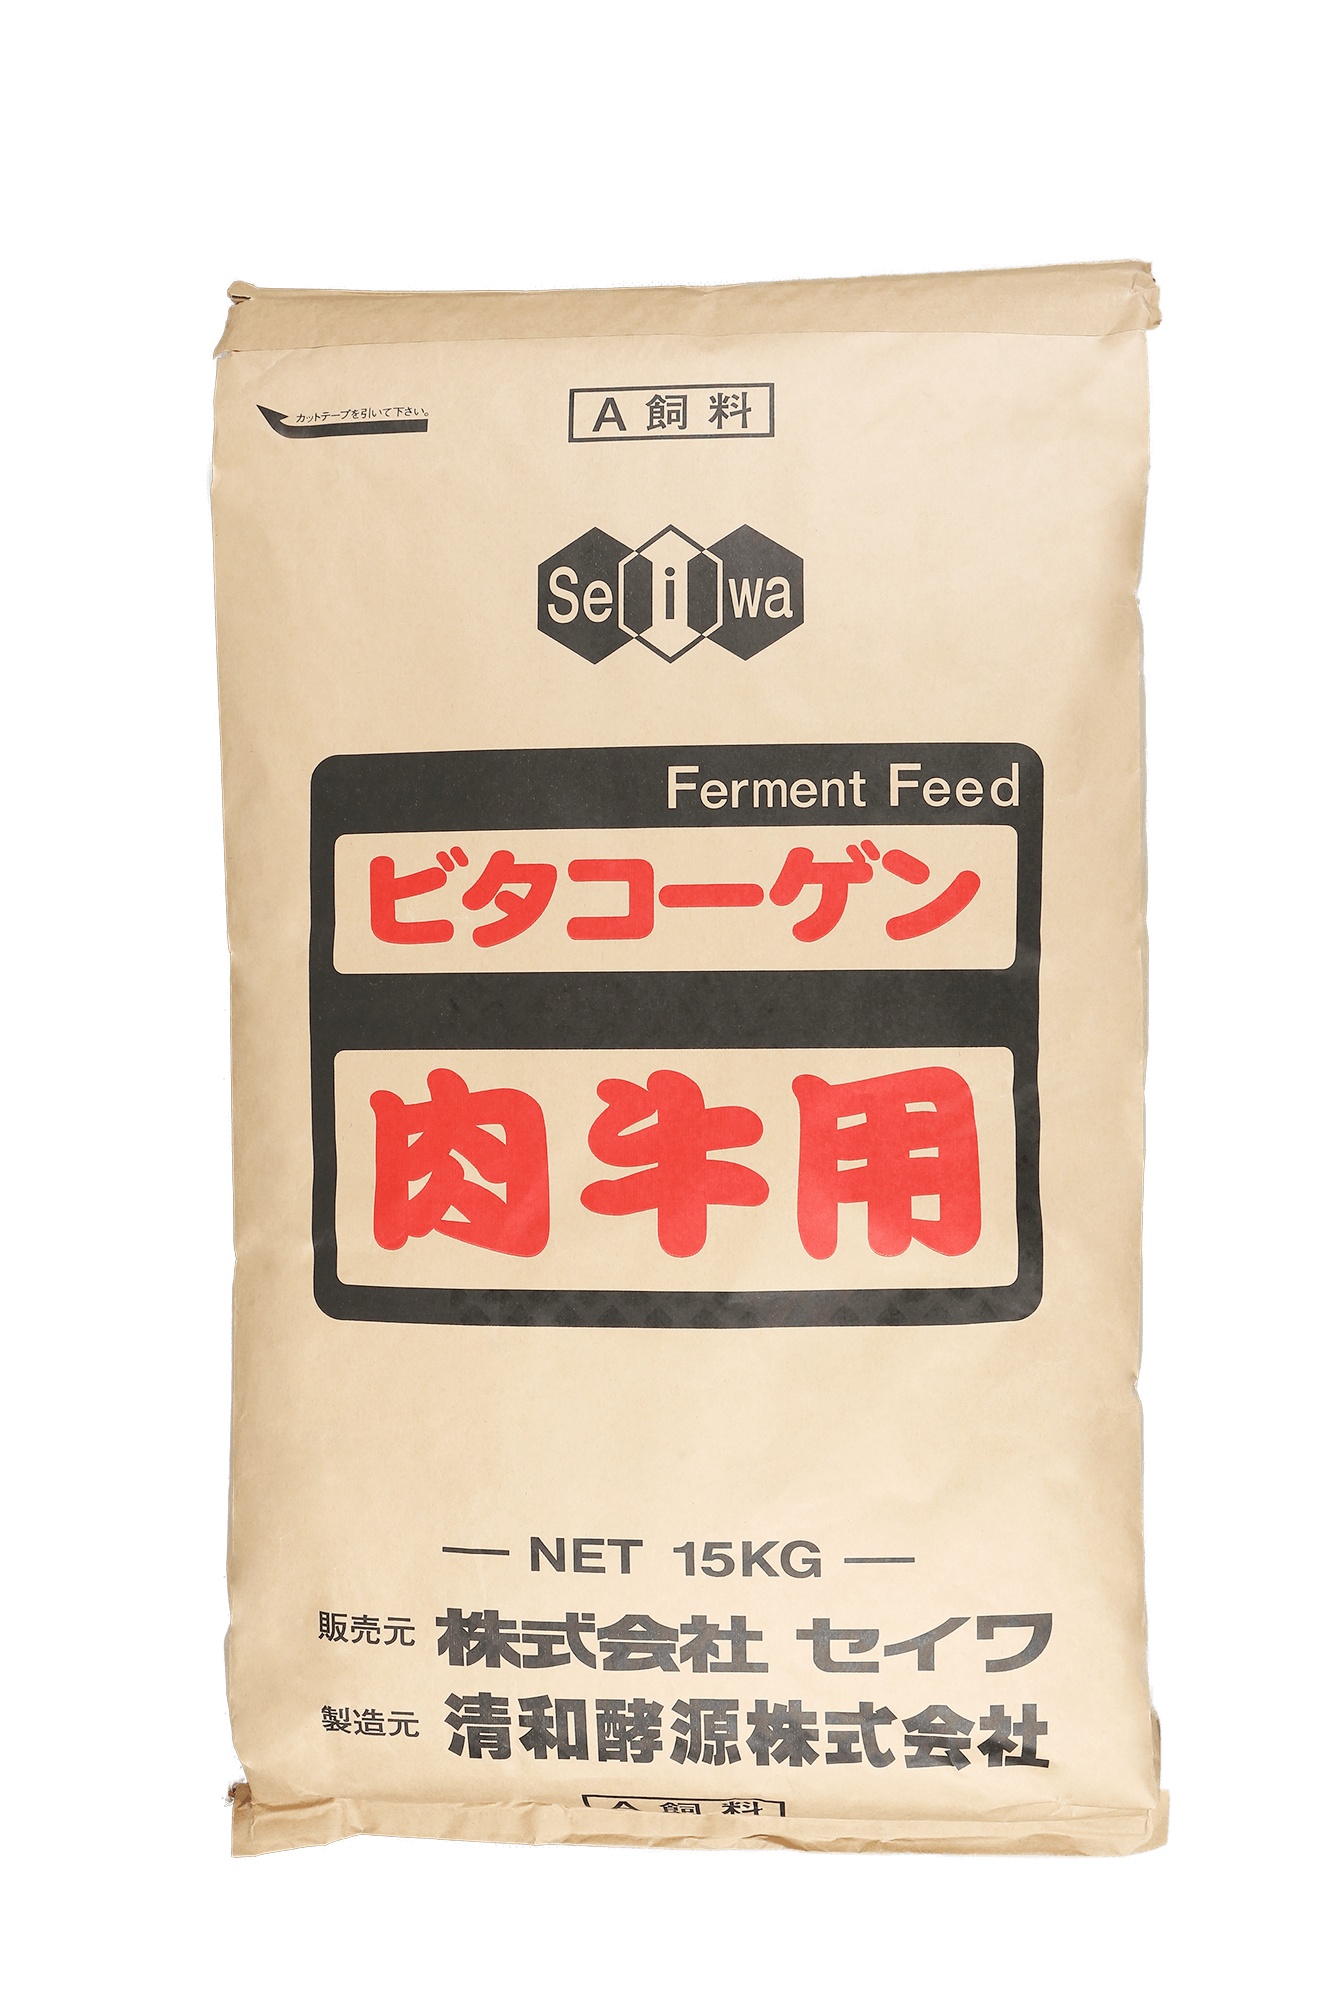 カットテープを引いて下さい。
A飼料
Seiwa
Ferment Feed
ビタコーゲン
肉牛用
NET 15KG
販売元 株式会社 セイワ
製造元 清和酵源株式会社
A飼料